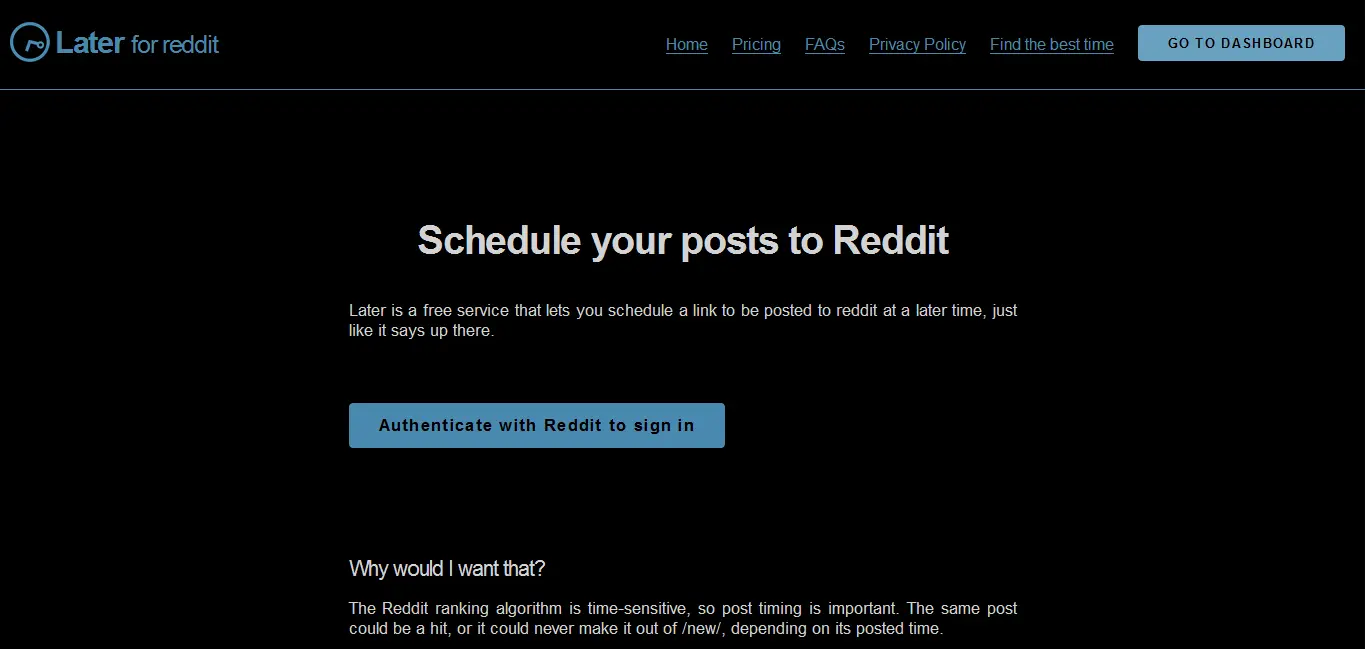 Later for reddit
Home
Pricing
FAQs
Privacy Policy
Find the best time
GO TO DASHBOARD
Schedule your posts to Reddit
Later is a free service that lets you schedule a link to be posted to reddit at a later time, just
like it says up there.
Authenticate with Reddit to sign in
Why would I want that?
The Reddit ranking algorithm is time-sensitive, so post timing is important. The same post
could be a hit, or it could never make it out of /new/, depending on its posted time.